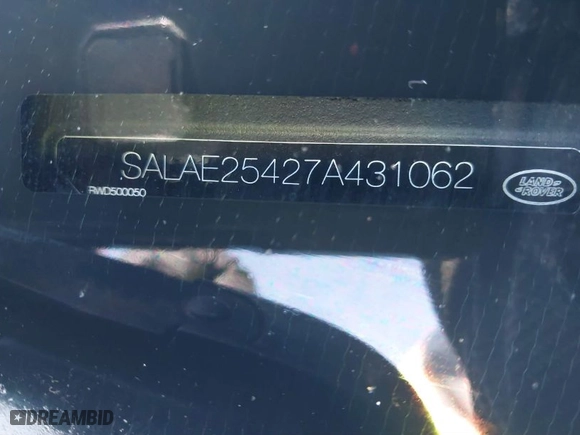 SALAE25427A431062
RWD500050
LAND-
ROVER
DREAMBID